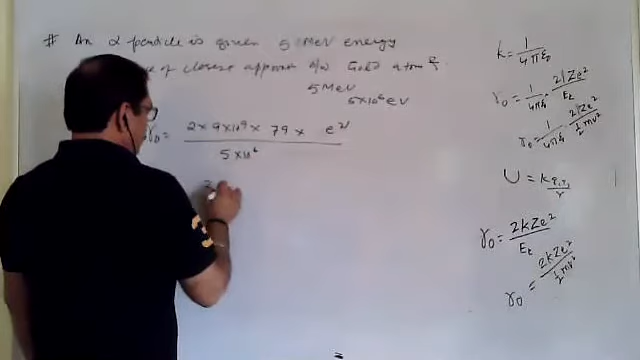 # An α particle is given 5 MeV energy
of closest approach Gold atom ?
5 MeV
5×10⁶ eV
r₀ = 2×9×10⁹× 79× e² / 5×10⁶
k = 1/4πε₀
r₀ = 1/4πε₀ · 2Ze²/Eₖ
r₀ = 1/4πε₀ · 2Ze²/½mv²
U = k q₁q₂/r
r₀ = 2kZe²/Eₖ
r₀ = 2kZe²/½mv²